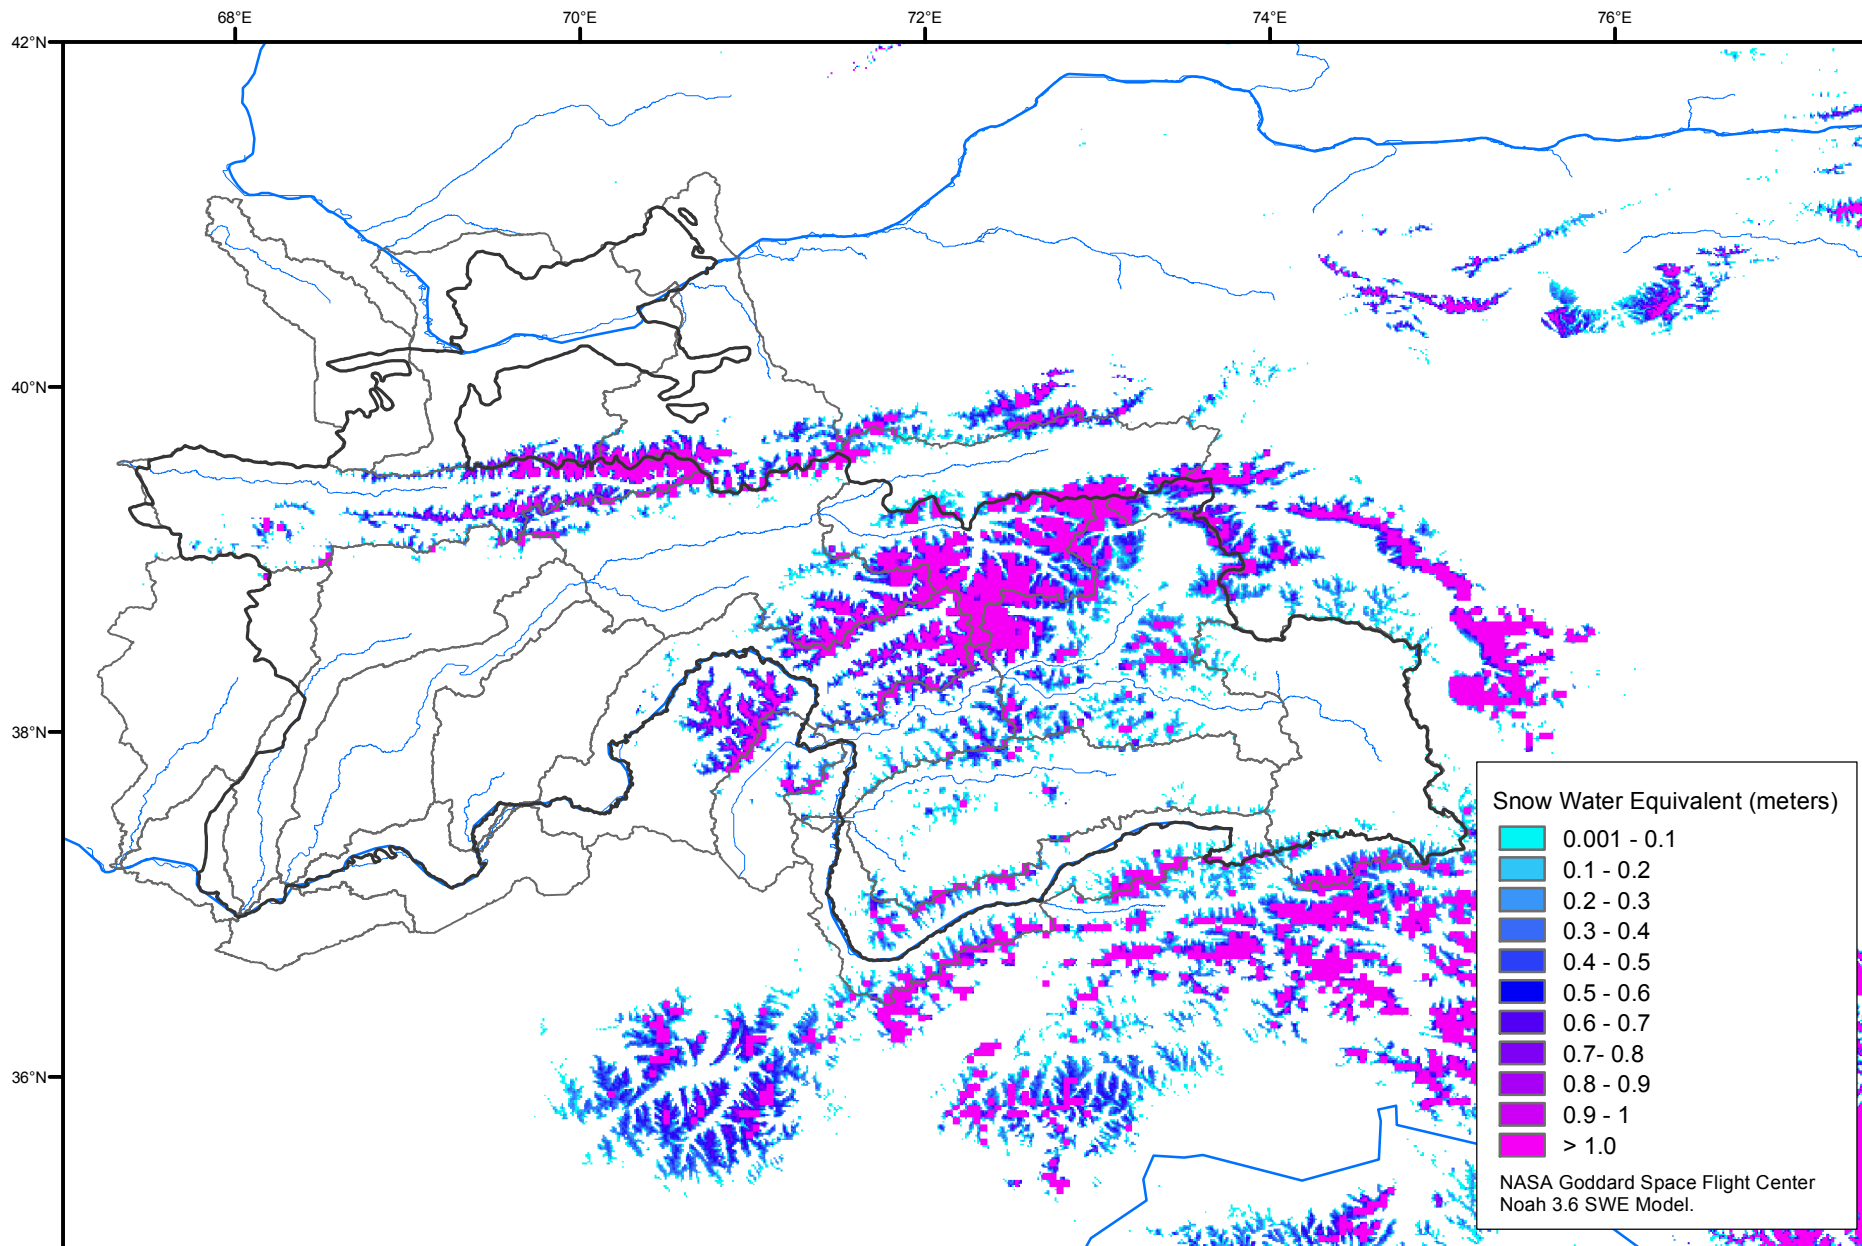 68°E 70°E 72°E 74°E 76°E
42°N
40°N
38°N
36°N
Snow Water Equivalent (meters)
0.001 - 0.1
0.1 - 0.2
0.2 - 0.3
0.3 - 0.4
0.4 - 0.5
0.5 - 0.6
0.6 - 0.7
0.7- 0.8
0.8 - 0.9
0.9 - 1
> 1.0
NASA Goddard Space Flight Center
Noah 3.6 SWE Model.